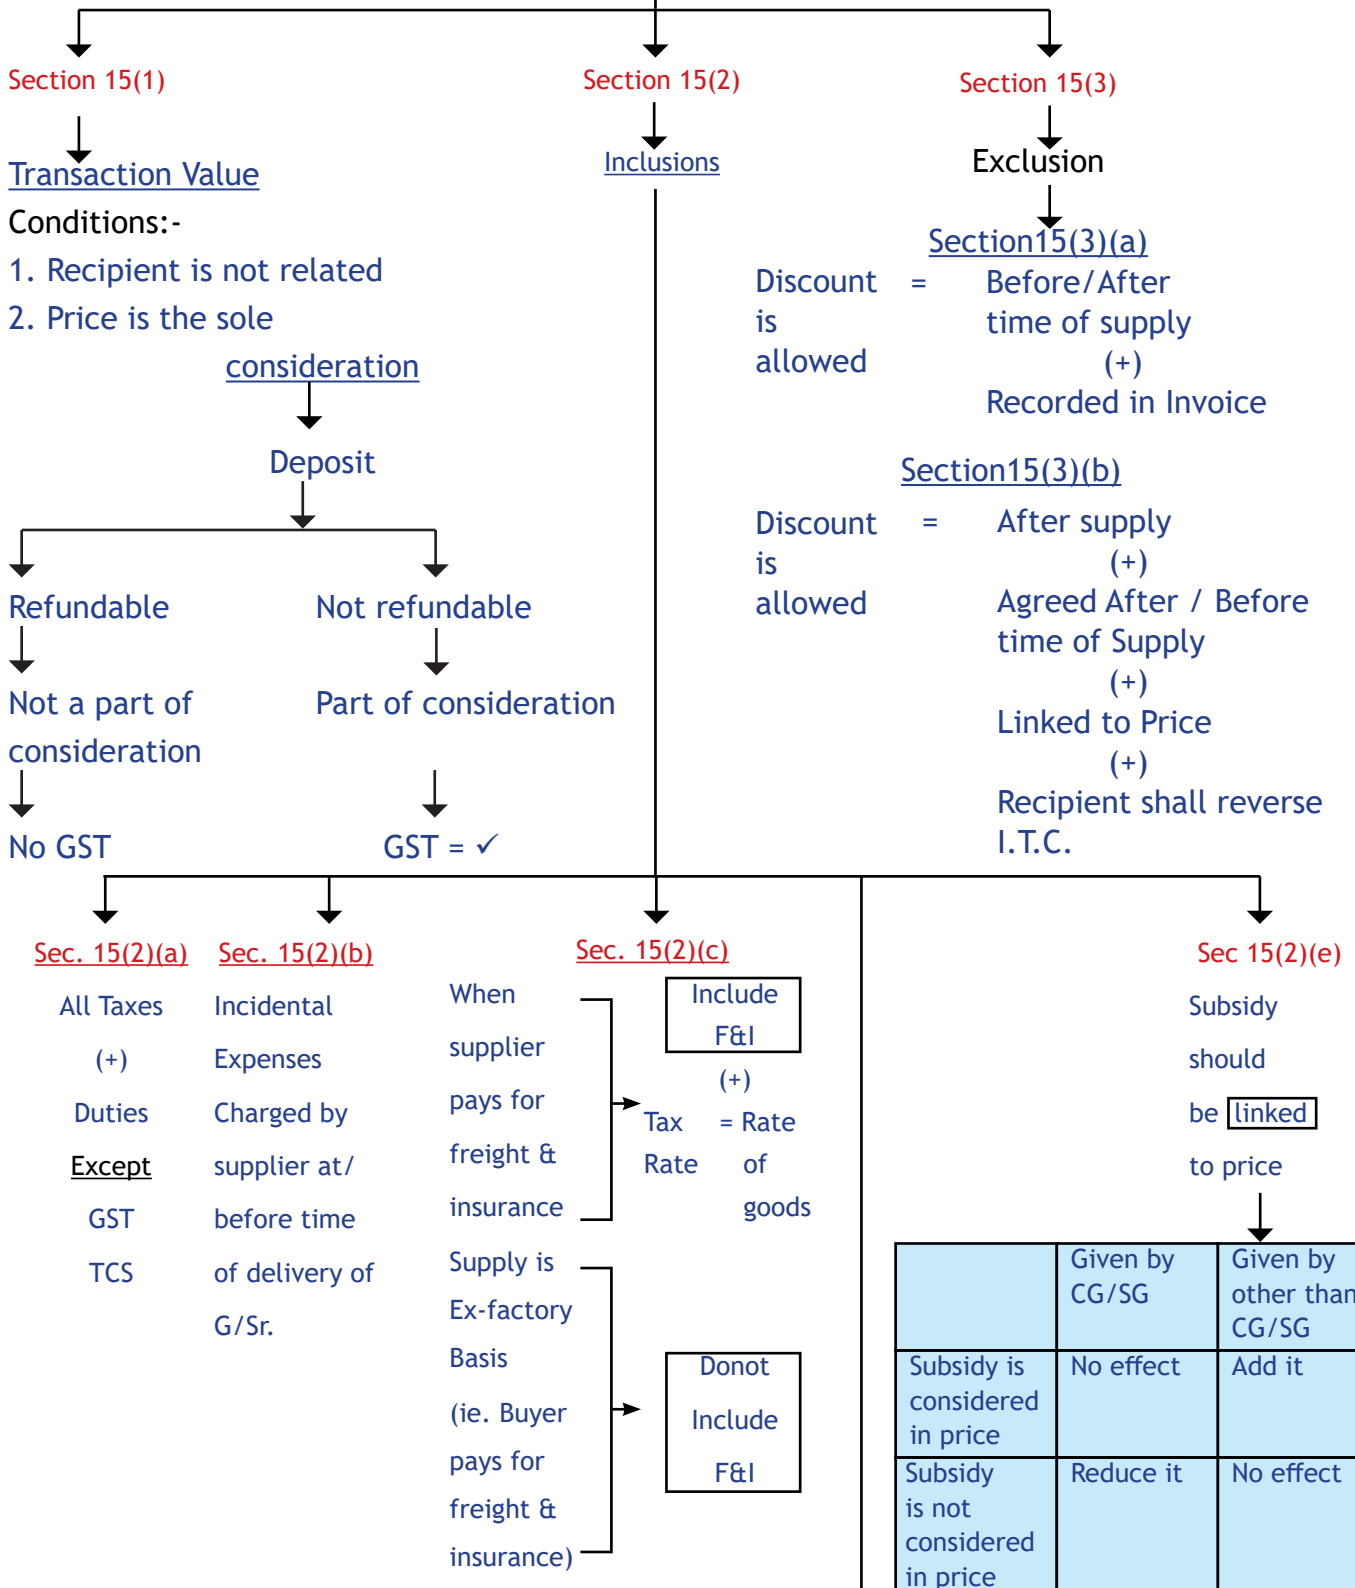 Section 15(1)
Section 15(2)
Section 15(3)
Transaction Value
Conditions:-
1. Recipient is not related
2. Price is the sole
consideration
Deposit
Refundable
Not refundable
Not a part of
consideration
Part of consideration
No GST
GST = ✓
Inclusions
Exclusion
Section15(3)(a)
Discount = Before/After
is time of supply
allowed (+)
Recorded in Invoice
Section15(3)(b)
Discount = After supply
is (+)
allowed Agreed After / Before
time of Supply
(+)
Linked to Price
(+)
Recipient shall reverse
I.T.C.
Sec. 15(2)(a)
All Taxes
(+)
Duties
Except
GST
TCS
Sec. 15(2)(b)
Incidental
Expenses
Charged by
supplier at/
before time
of delivery of
G/Sr.
Sec. 15(2)(c)
When
supplier
pays for
freight &
insurance
Include
F&I
(+)
Tax = Rate
Rate of
goods
Supply is
Ex-factory
Basis
(ie. Buyer
pays for
freight &
insurance)
Donot
Include
F&I
Sec 15(2)(e)
Subsidy
should
be linked
to price
Given by
CG/SG
Given by
other than
CG/SG
Subsidy is
considered
in price
No effect
Add it
Subsidy
is not
considered
in price
Reduce it
No effect